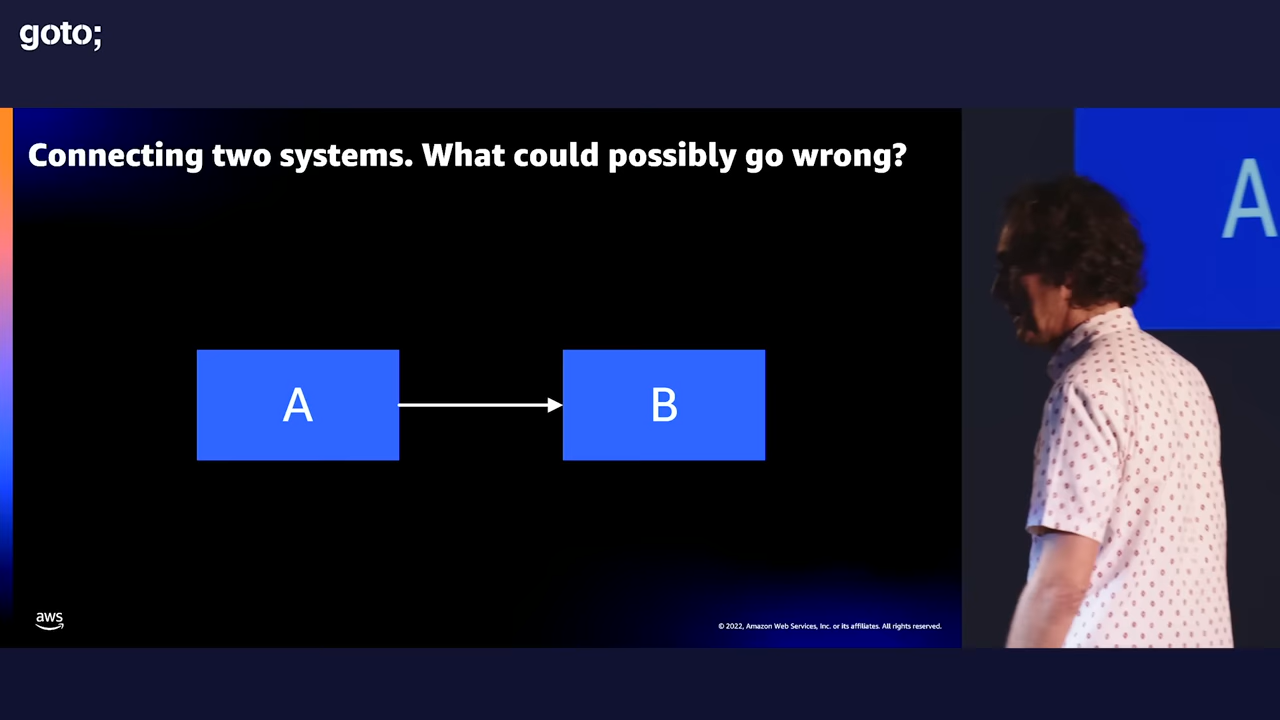 goto;
Connecting two systems. What could possibly go wrong?
A
B
A
aws
© 2022, Amazon Web Services, Inc. or its affiliates. All rights reserved.